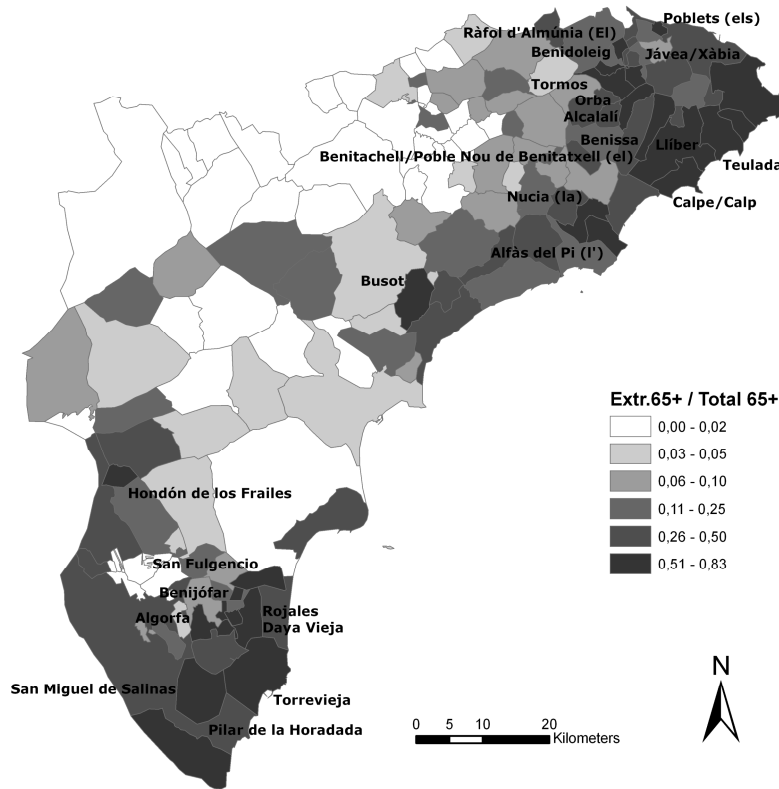 Poblets (els)
Ràfol d'Almúnia (El)
Benidoleig
Jávea/Xàbia
Tormos
Orba
Alcalalí
Benissa
Llíber
Benitachell/Poble Nou de Benitatxell (el)
Teulada
Nucia (la)
Calpe/Calp
Alfàs del Pi (l')
Busot
Extr.65+ / Total 65+
0,00 - 0,02
0,03 - 0,05
0,06 - 0,10
0,11 - 0,25
0,26 - 0,50
0,51 - 0,83
Hondón de los Frailes
San Fulgencio
Benijófar
Algorfa
Rojales
Daya Vieja
San Miguel de Salinas
Torrevieja
Pilar de la Horadada
N
0 5 10 20
Kilometers